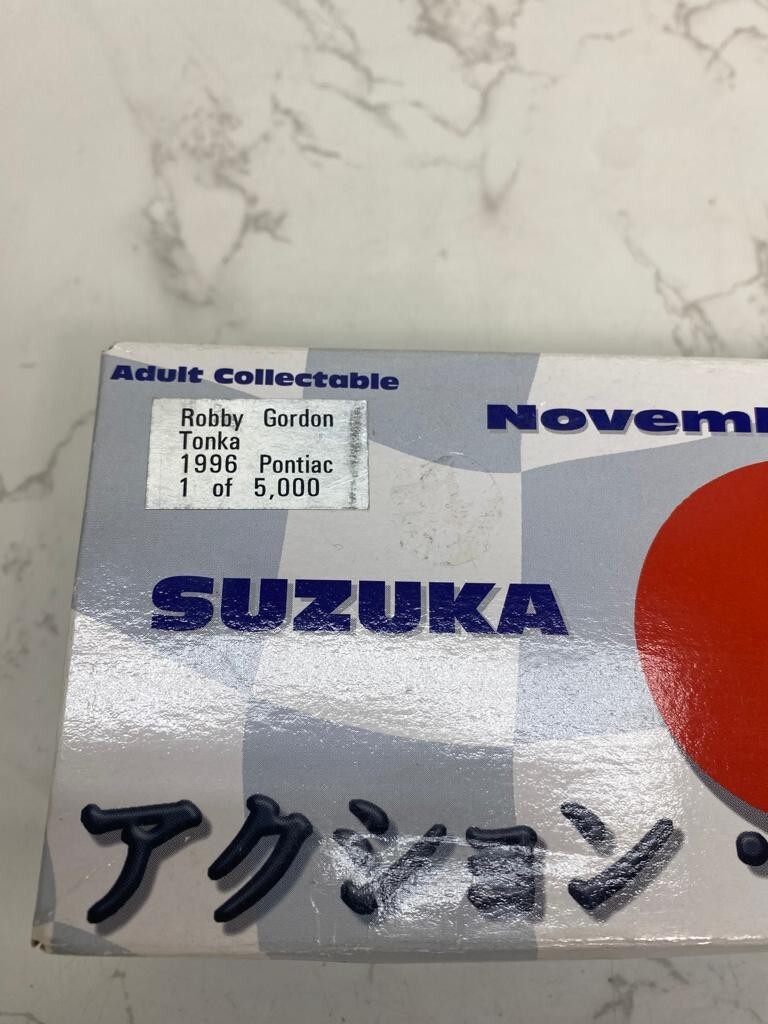 Adult Collectable
Robby Gordon
Tonka
1996 Pontiac
1 of 5,000
SUZUKA
アクション・